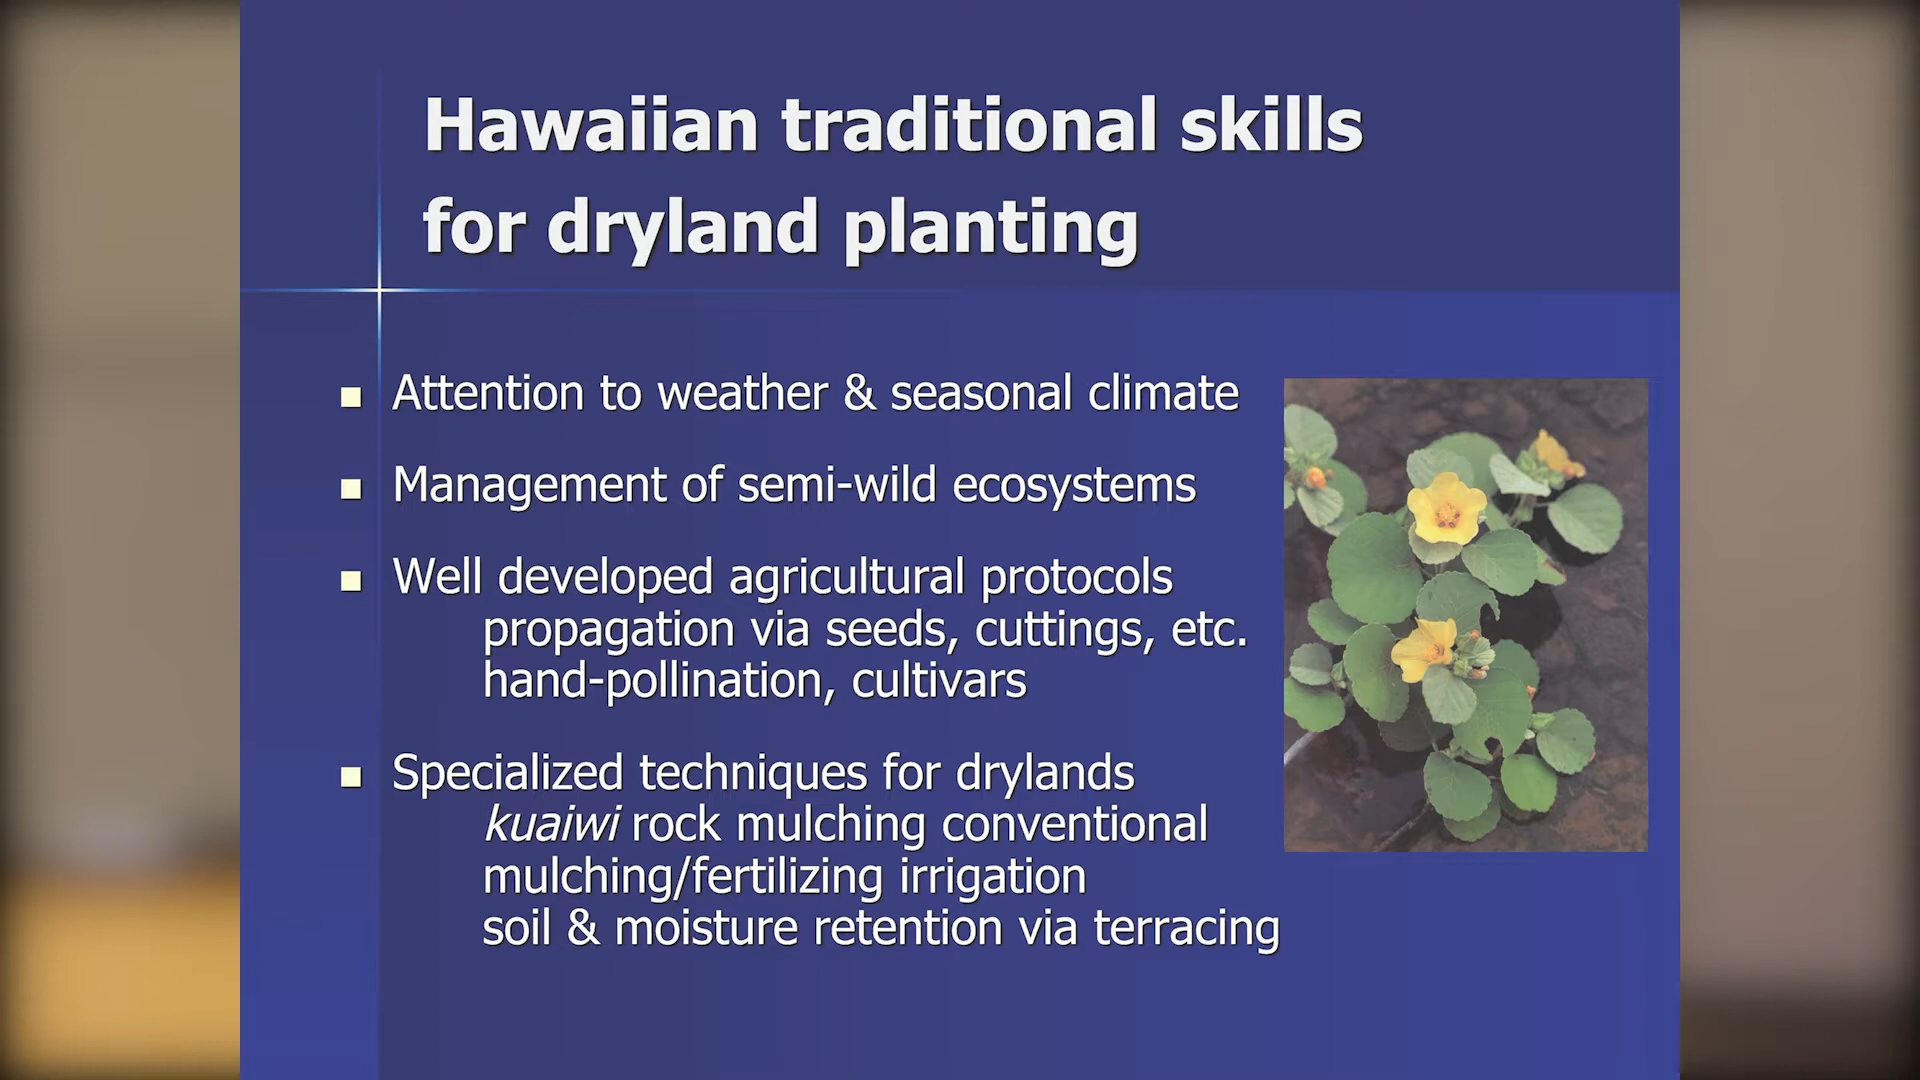 Hawaiian traditional skills
for dryland planting
Attention to weather & seasonal climate
Management of semi-wild ecosystems
Well developed agricultural protocols
propagation via seeds, cuttings, etc.
hand-pollination, cultivars
Specialized techniques for drylands
kuaiwi rock mulching conventional
mulching/fertilizing irrigation
soil & moisture retention via terracing